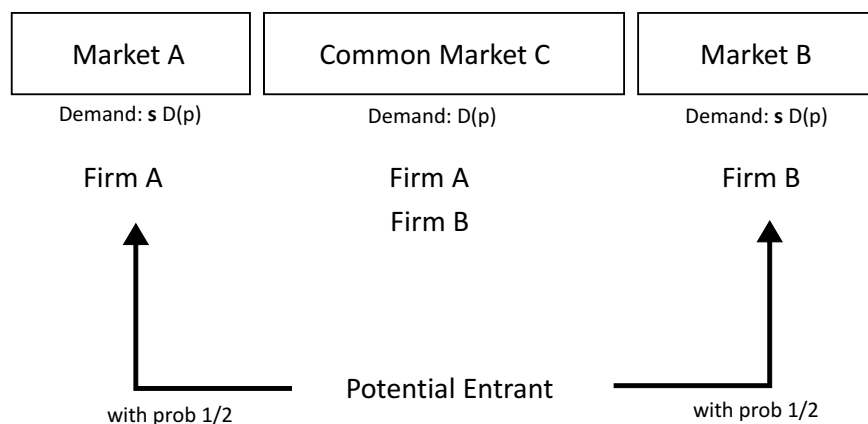 Market A
Common Market C
Market B
Demand: s D(p)
Demand: D(p)
Demand: s D(p)
Firm A
Firm A
Firm B
Firm B
Potential Entrant
with prob 1/2
with prob 1/2